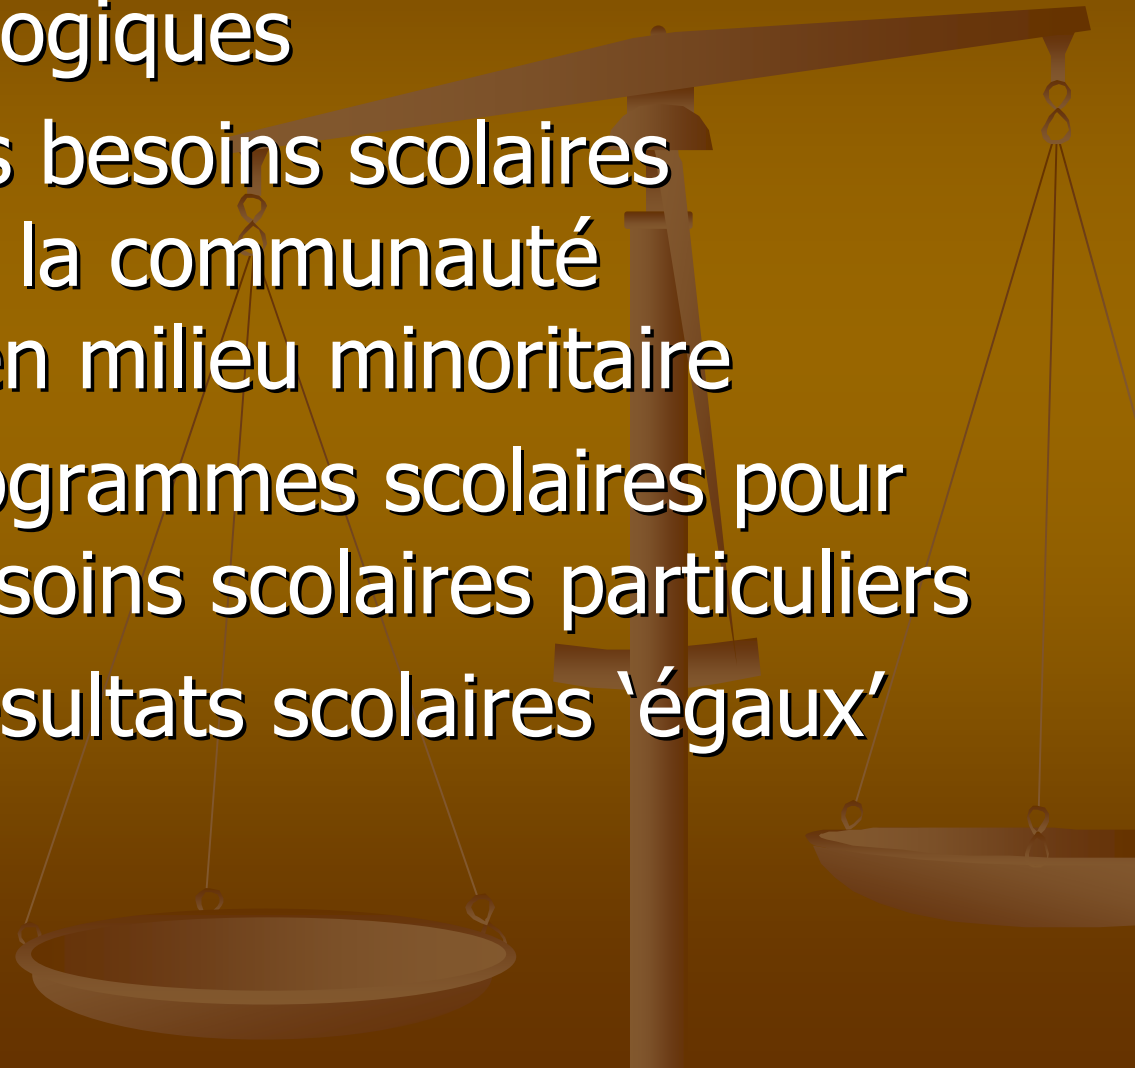 ogiques
s besoins scolaires
la communauté
en milieu minoritaire
ogrammes scolaires pour
soins scolaires particuliers
sultats scolaires ‘égaux’